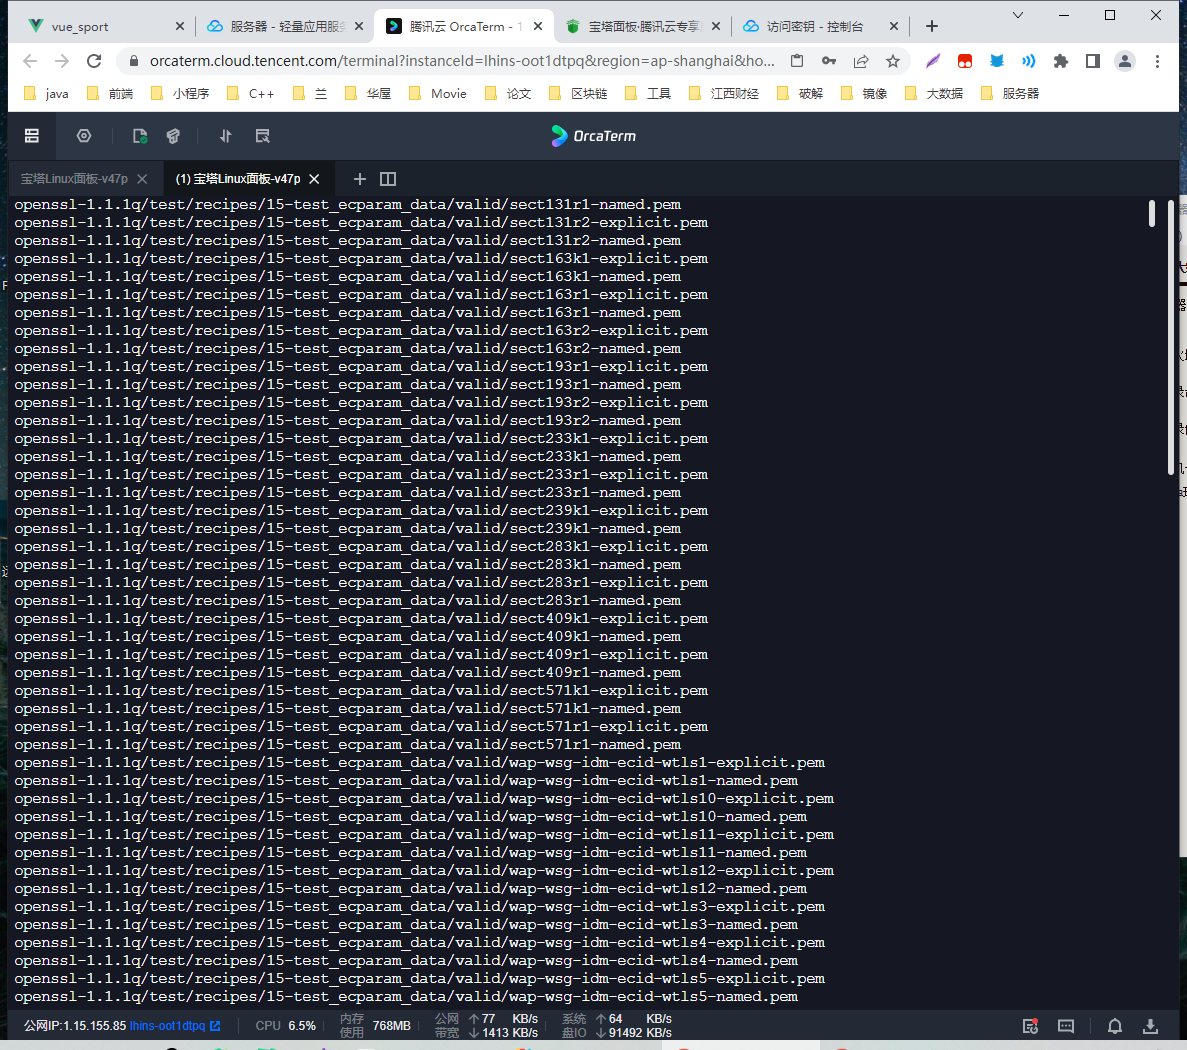 vue_sport
服务器 - 轻量应用服务
腾讯云 OrcaTerm - 1
宝塔面板·腾讯云专享
访问密钥 - 控制台
orcaterm.cloud.tencent.com/terminal?instanceId=lhins-oot1dtpq&region=ap-shanghai&ho...
java 前端 小程序 C++ 兰 华屋 Movie 论文 区块链 工具 江西财经 破解 镜像 大数据 服务器
OrcaTerm
宝塔Linux面板-v47p
(1) 宝塔Linux面板-v47p
openssl-1.1.1q/test/recipes/15-test_ecparam_data/valid/sect131r1-named.pem
openssl-1.1.1q/test/recipes/15-test_ecparam_data/valid/sect131r2-explicit.pem
openssl-1.1.1q/test/recipes/15-test_ecparam_data/valid/sect131r2-named.pem
openssl-1.1.1q/test/recipes/15-test_ecparam_data/valid/sect163k1-explicit.pem
openssl-1.1.1q/test/recipes/15-test_ecparam_data/valid/sect163k1-named.pem
openssl-1.1.1q/test/recipes/15-test_ecparam_data/valid/sect163r1-explicit.pem
openssl-1.1.1q/test/recipes/15-test_ecparam_data/valid/sect163r1-named.pem
openssl-1.1.1q/test/recipes/15-test_ecparam_data/valid/sect163r2-explicit.pem
openssl-1.1.1q/test/recipes/15-test_ecparam_data/valid/sect163r2-named.pem
openssl-1.1.1q/test/recipes/15-test_ecparam_data/valid/sect193r1-explicit.pem
openssl-1.1.1q/test/recipes/15-test_ecparam_data/valid/sect193r1-named.pem
openssl-1.1.1q/test/recipes/15-test_ecparam_data/valid/sect193r2-explicit.pem
openssl-1.1.1q/test/recipes/15-test_ecparam_data/valid/sect193r2-named.pem
openssl-1.1.1q/test/recipes/15-test_ecparam_data/valid/sect233k1-explicit.pem
openssl-1.1.1q/test/recipes/15-test_ecparam_data/valid/sect233k1-named.pem
openssl-1.1.1q/test/recipes/15-test_ecparam_data/valid/sect233r1-explicit.pem
openssl-1.1.1q/test/recipes/15-test_ecparam_data/valid/sect233r1-named.pem
openssl-1.1.1q/test/recipes/15-test_ecparam_data/valid/sect239k1-explicit.pem
openssl-1.1.1q/test/recipes/15-test_ecparam_data/valid/sect239k1-named.pem
openssl-1.1.1q/test/recipes/15-test_ecparam_data/valid/sect283k1-explicit.pem
openssl-1.1.1q/test/recipes/15-test_ecparam_data/valid/sect283k1-named.pem
openssl-1.1.1q/test/recipes/15-test_ecparam_data/valid/sect283r1-explicit.pem
openssl-1.1.1q/test/recipes/15-test_ecparam_data/valid/sect283r1-named.pem
openssl-1.1.1q/test/recipes/15-test_ecparam_data/valid/sect409k1-explicit.pem
openssl-1.1.1q/test/recipes/15-test_ecparam_data/valid/sect409k1-named.pem
openssl-1.1.1q/test/recipes/15-test_ecparam_data/valid/sect409r1-explicit.pem
openssl-1.1.1q/test/recipes/15-test_ecparam_data/valid/sect409r1-named.pem
openssl-1.1.1q/test/recipes/15-test_ecparam_data/valid/sect571k1-explicit.pem
openssl-1.1.1q/test/recipes/15-test_ecparam_data/valid/sect571k1-named.pem
openssl-1.1.1q/test/recipes/15-test_ecparam_data/valid/sect571r1-explicit.pem
openssl-1.1.1q/test/recipes/15-test_ecparam_data/valid/sect571r1-named.pem
openssl-1.1.1q/test/recipes/15-test_ecparam_data/valid/wap-wsg-idm-ecid-wtls1-explicit.pem
openssl-1.1.1q/test/recipes/15-test_ecparam_data/valid/wap-wsg-idm-ecid-wtls1-named.pem
openssl-1.1.1q/test/recipes/15-test_ecparam_data/valid/wap-wsg-idm-ecid-wtls10-explicit.pem
openssl-1.1.1q/test/recipes/15-test_ecparam_data/valid/wap-wsg-idm-ecid-wtls10-named.pem
openssl-1.1.1q/test/recipes/15-test_ecparam_data/valid/wap-wsg-idm-ecid-wtls11-explicit.pem
openssl-1.1.1q/test/recipes/15-test_ecparam_data/valid/wap-wsg-idm-ecid-wtls11-named.pem
openssl-1.1.1q/test/recipes/15-test_ecparam_data/valid/wap-wsg-idm-ecid-wtls12-explicit.pem
openssl-1.1.1q/test/recipes/15-test_ecparam_data/valid/wap-wsg-idm-ecid-wtls12-named.pem
openssl-1.1.1q/test/recipes/15-test_ecparam_data/valid/wap-wsg-idm-ecid-wtls3-explicit.pem
openssl-1.1.1q/test/recipes/15-test_ecparam_data/valid/wap-wsg-idm-ecid-wtls3-named.pem
openssl-1.1.1q/test/recipes/15-test_ecparam_data/valid/wap-wsg-idm-ecid-wtls4-explicit.pem
openssl-1.1.1q/test/recipes/15-test_ecparam_data/valid/wap-wsg-idm-ecid-wtls4-named.pem
openssl-1.1.1q/test/recipes/15-test_ecparam_data/valid/wap-wsg-idm-ecid-wtls5-explicit.pem
openssl-1.1.1q/test/recipes/15-test_ecparam_data/valid/wap-wsg-idm-ecid-wtls5-named.pem
公网IP:1.15.155.85 lhins-oot1dtpq
CPU 6.5%
内存使用 768MB
公网带宽 ↑77 KB/s ↓1413 KB/s
系统盘IO ↑64 KB/s ↓91492 KB/s